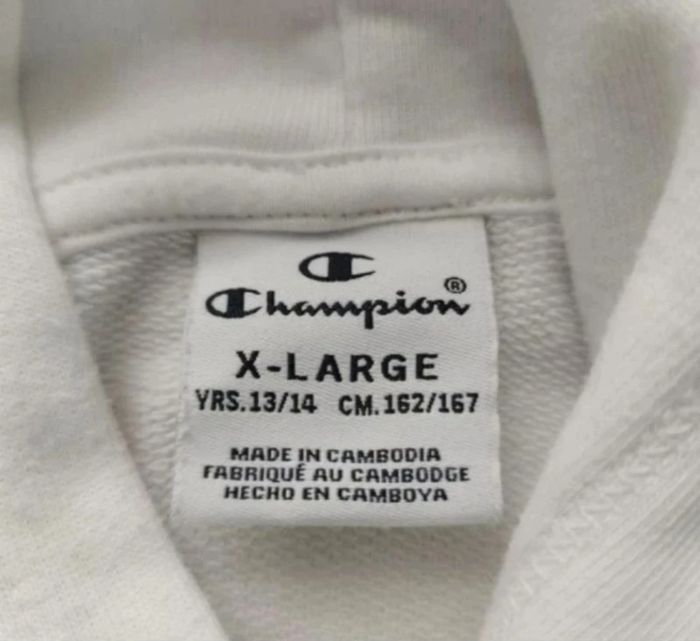 Champion®
X-LARGE
YRS.13/14 CM.162/167
MADE IN CAMBODIA
FABRIQUÉ AU CAMBODGE
HECHO EN CAMBOYA